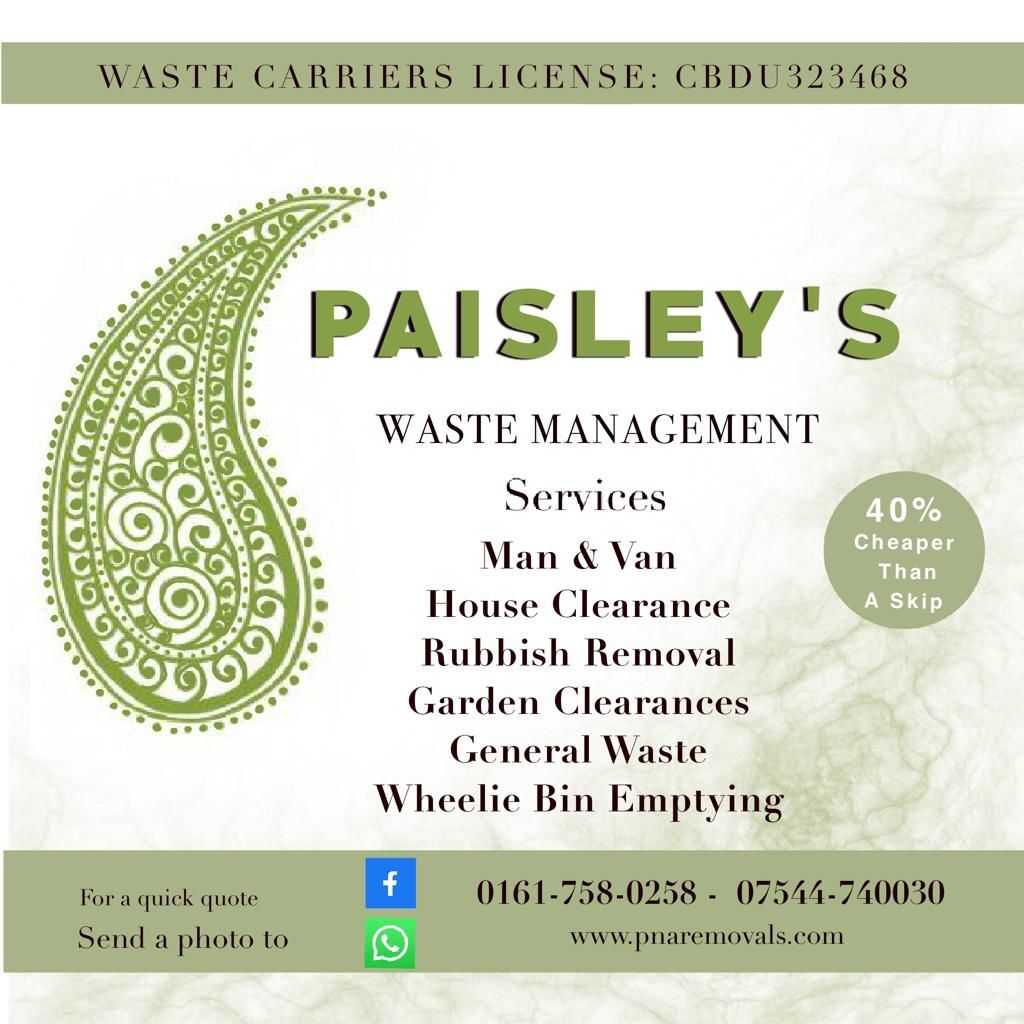 WASTE CARRIERS LICENSE: CBDU323468
PAISLEY'S
WASTE MANAGEMENT
Services
Man & Van
House Clearance
Rubbish Removal
Garden Clearances
General Waste
Wheelie Bin Emptying
40%
Cheaper
Than
A Skip
For a quick quote
Send a photo to
0161-758-0258 - 07544-740030
www.pnaremovals.com